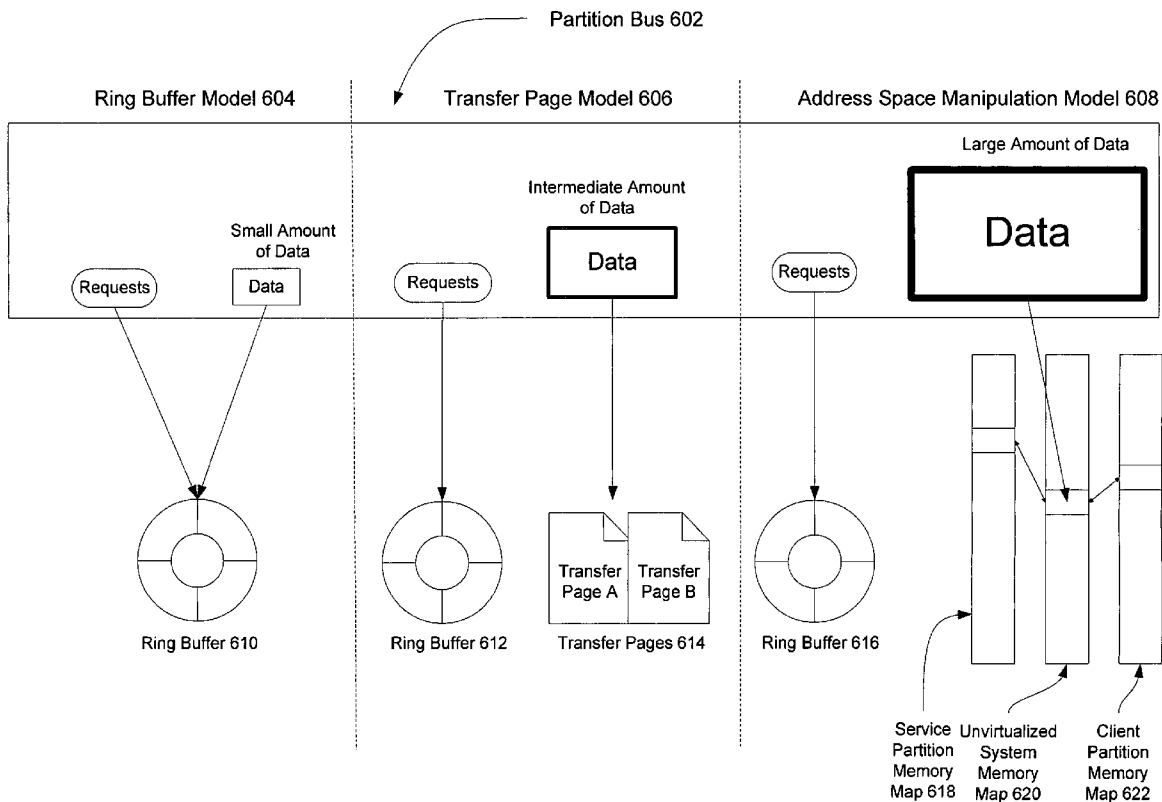 Partition Bus 602
Ring Buffer Model 604
Transfer Page Model 606
Address Space Manipulation Model 608
Large Amount of Data
Data
Intermediate Amount
of Data
Data
Small Amount
of Data
Requests
Data
Requests
Requests
Transfer
Page A
Transfer
Page B
Ring Buffer 610
Ring Buffer 612
Transfer Pages 614
Ring Buffer 616
Service
Partition
Memory
Map 618
Unvirtualized
System
Memory
Map 620
Client
Partition
Memory
Map 622